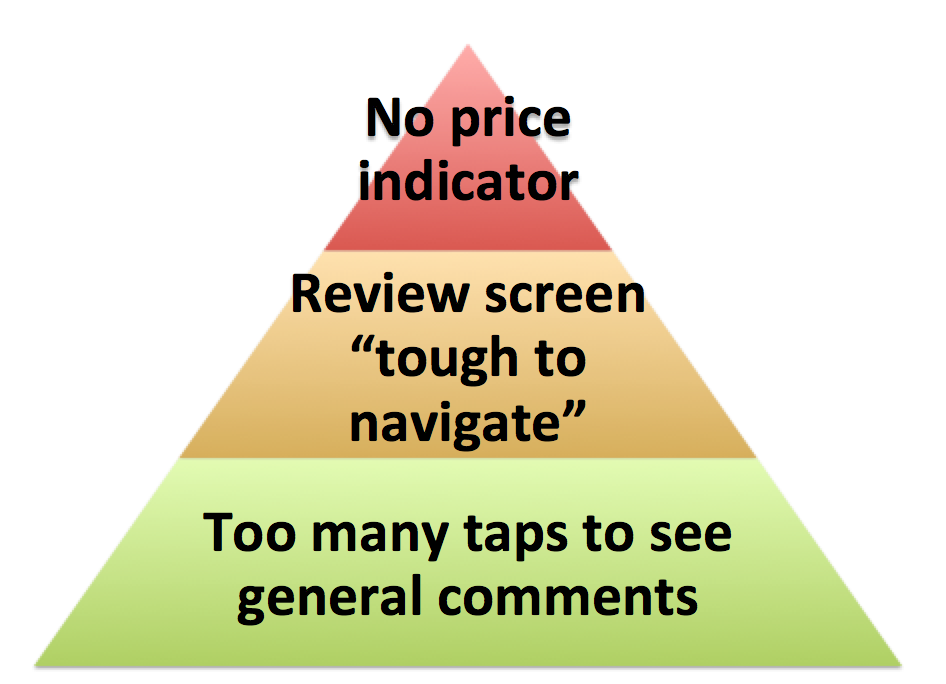 No price
indicator
Review screen
“tough to
navigate”
Too many taps to see
general comments